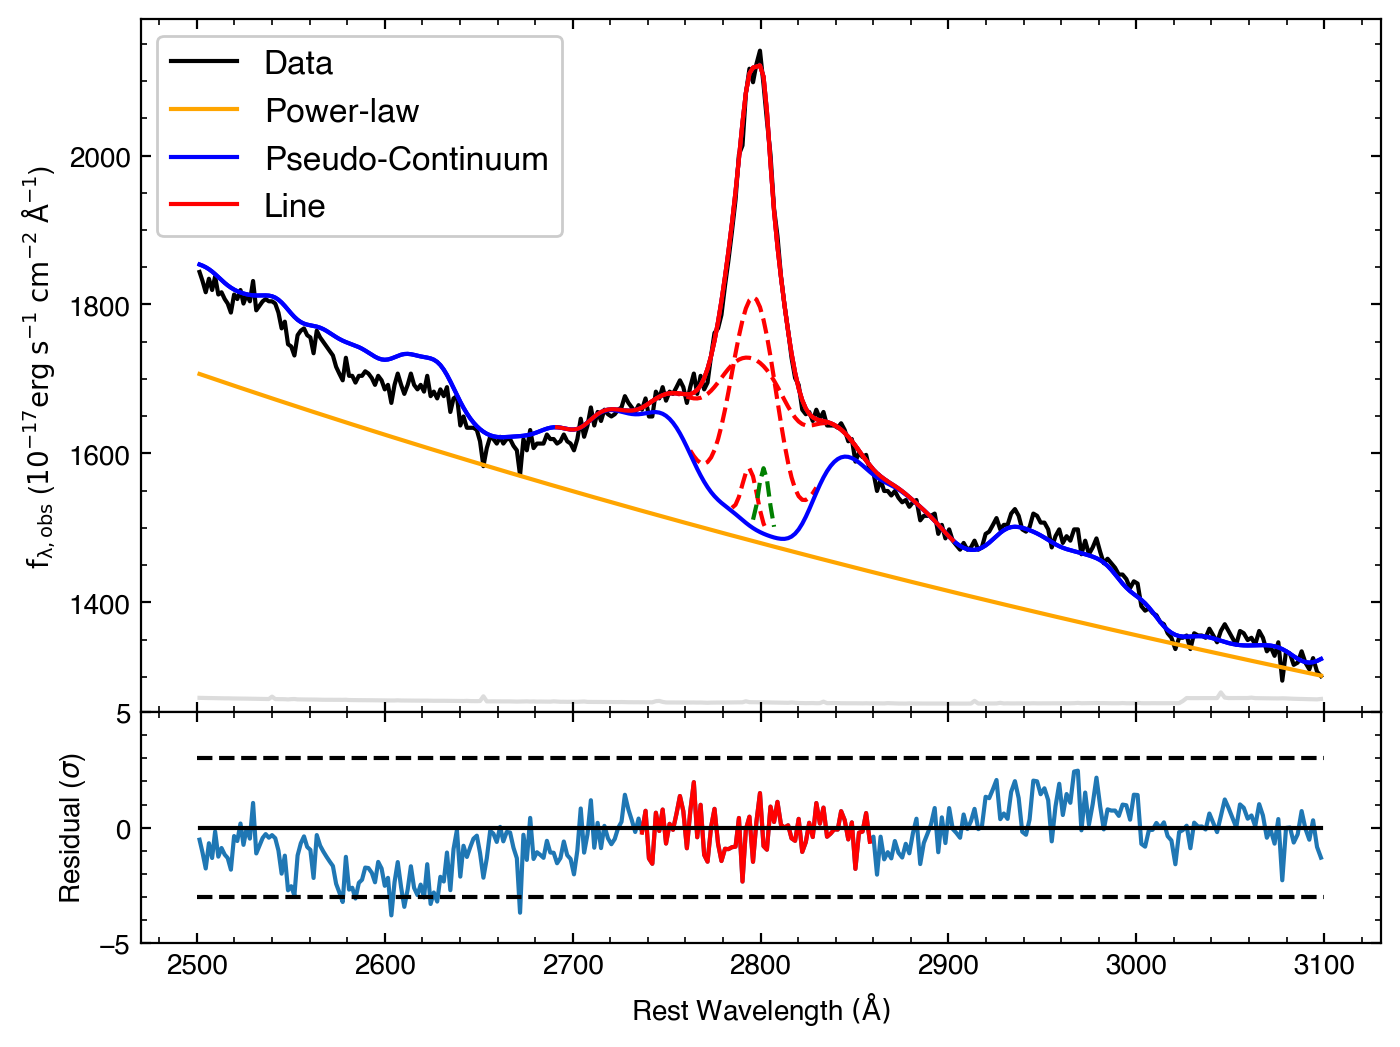 Data
Power-law
Pseudo-Continuum
Line
f_{λ,obs} (10^{−17}erg s^{−1} cm^{−2} Å^{−1})
2000
1800
1600
1400
5
0
−5
Residual (σ)
2500 2600 2700 2800 2900 3000 3100
Rest Wavelength (Å)